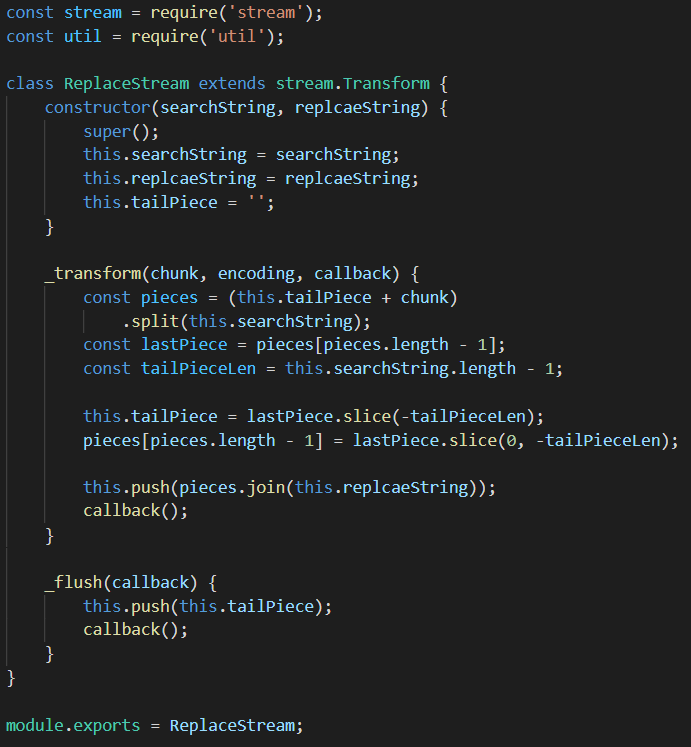 const stream = require('stream');
const util = require('util');

class ReplaceStream extends stream.Transform {
    constructor(searchString, replcaeString) {
        super();
        this.searchString = searchString;
        this.replcaeString = replcaeString;
        this.tailPiece = '';
    }

    _transform(chunk, encoding, callback) {
        const pieces = (this.tailPiece + chunk)
            .split(this.searchString);
        const lastPiece = pieces[pieces.length - 1];
        const tailPieceLen = this.searchString.length - 1;

        this.tailPiece = lastPiece.slice(-tailPieceLen);
        pieces[pieces.length - 1] = lastPiece.slice(0, -tailPieceLen);

        this.push(pieces.join(this.replcaeString));
        callback();
    }

    _flush(callback) {
        this.push(this.tailPiece);
        callback();
    }
}

module.exports = ReplaceStream;